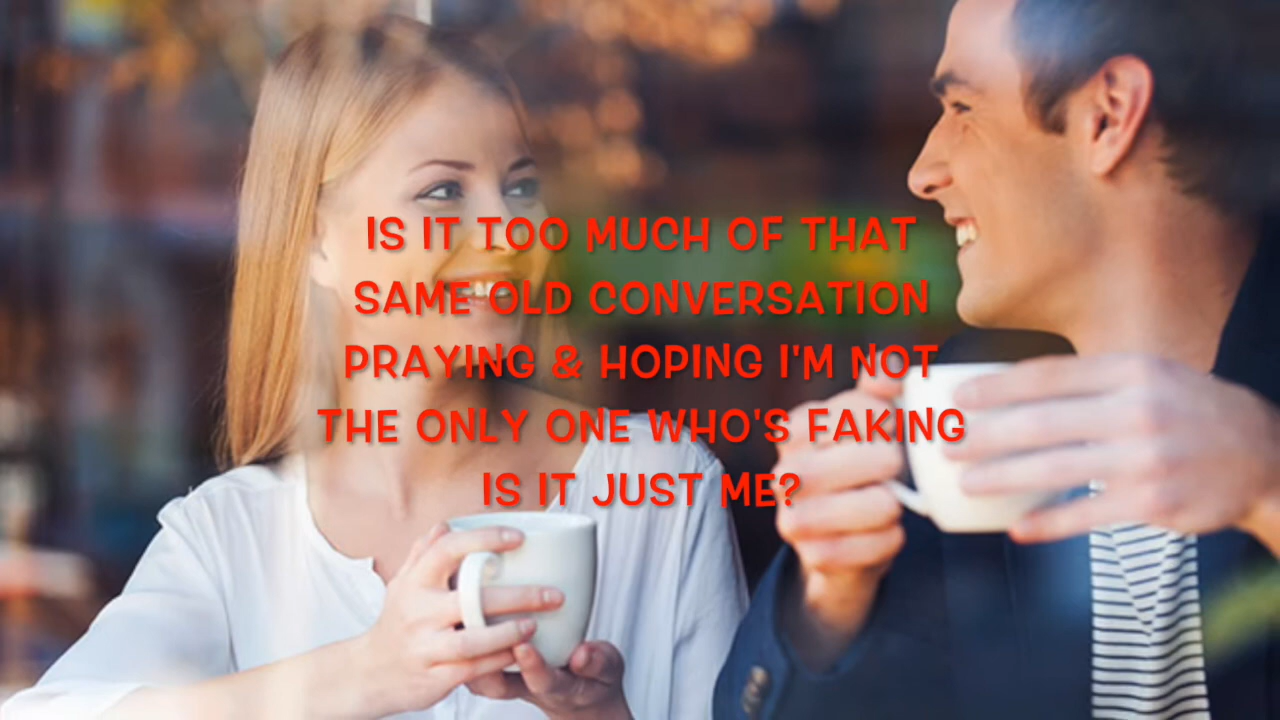 IS IT TOO MUCH OF THAT
SAME OLD CONVERSATION
PRAYING & HOPING I'M NOT
THE ONLY ONE WHO'S FAKING
IS IT JUST ME?